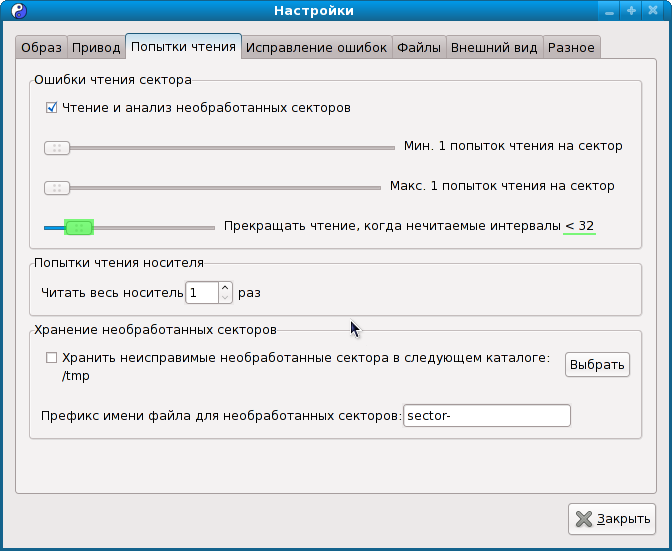 Настройки
Образ Привод Попытки чтения Исправление ошибок Файлы Внешний вид Разное
Ошибки чтения сектора
Чтение и анализ необработанных секторов
Мин. 1 попыток чтения на сектор
Макс. 1 попыток чтения на сектор
Прекращать чтение, когда нечитаемые интервалы < 32
Попытки чтения носителя
Читать весь носитель 1 раз
Хранение необработанных секторов
Хранить неисправимые необработанные сектора в следующем каталоге:
/tmp
Выбрать
Префикс имени файла для необработанных секторов: sector-
Закрыть